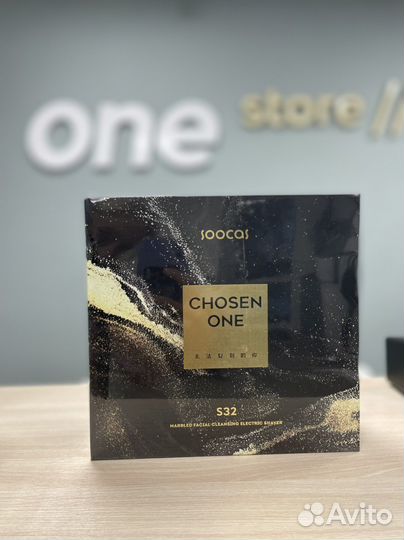 one
store //
soocas
CHOSEN
ONE
S32
MARBLED FACIAL CLEANSING ELECTRIC SHAVER
Avito